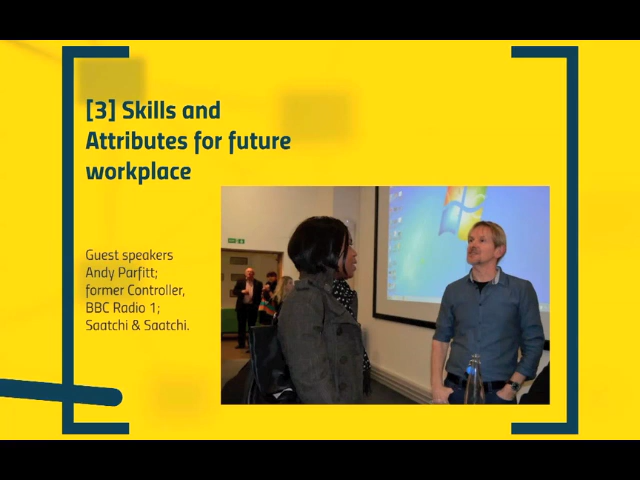 [3] Skills and
Attributes for future
workplace
Guest speakers
Andy Parfitt;
former Controller,
BBC Radio 1;
Saatchi & Saatchi.